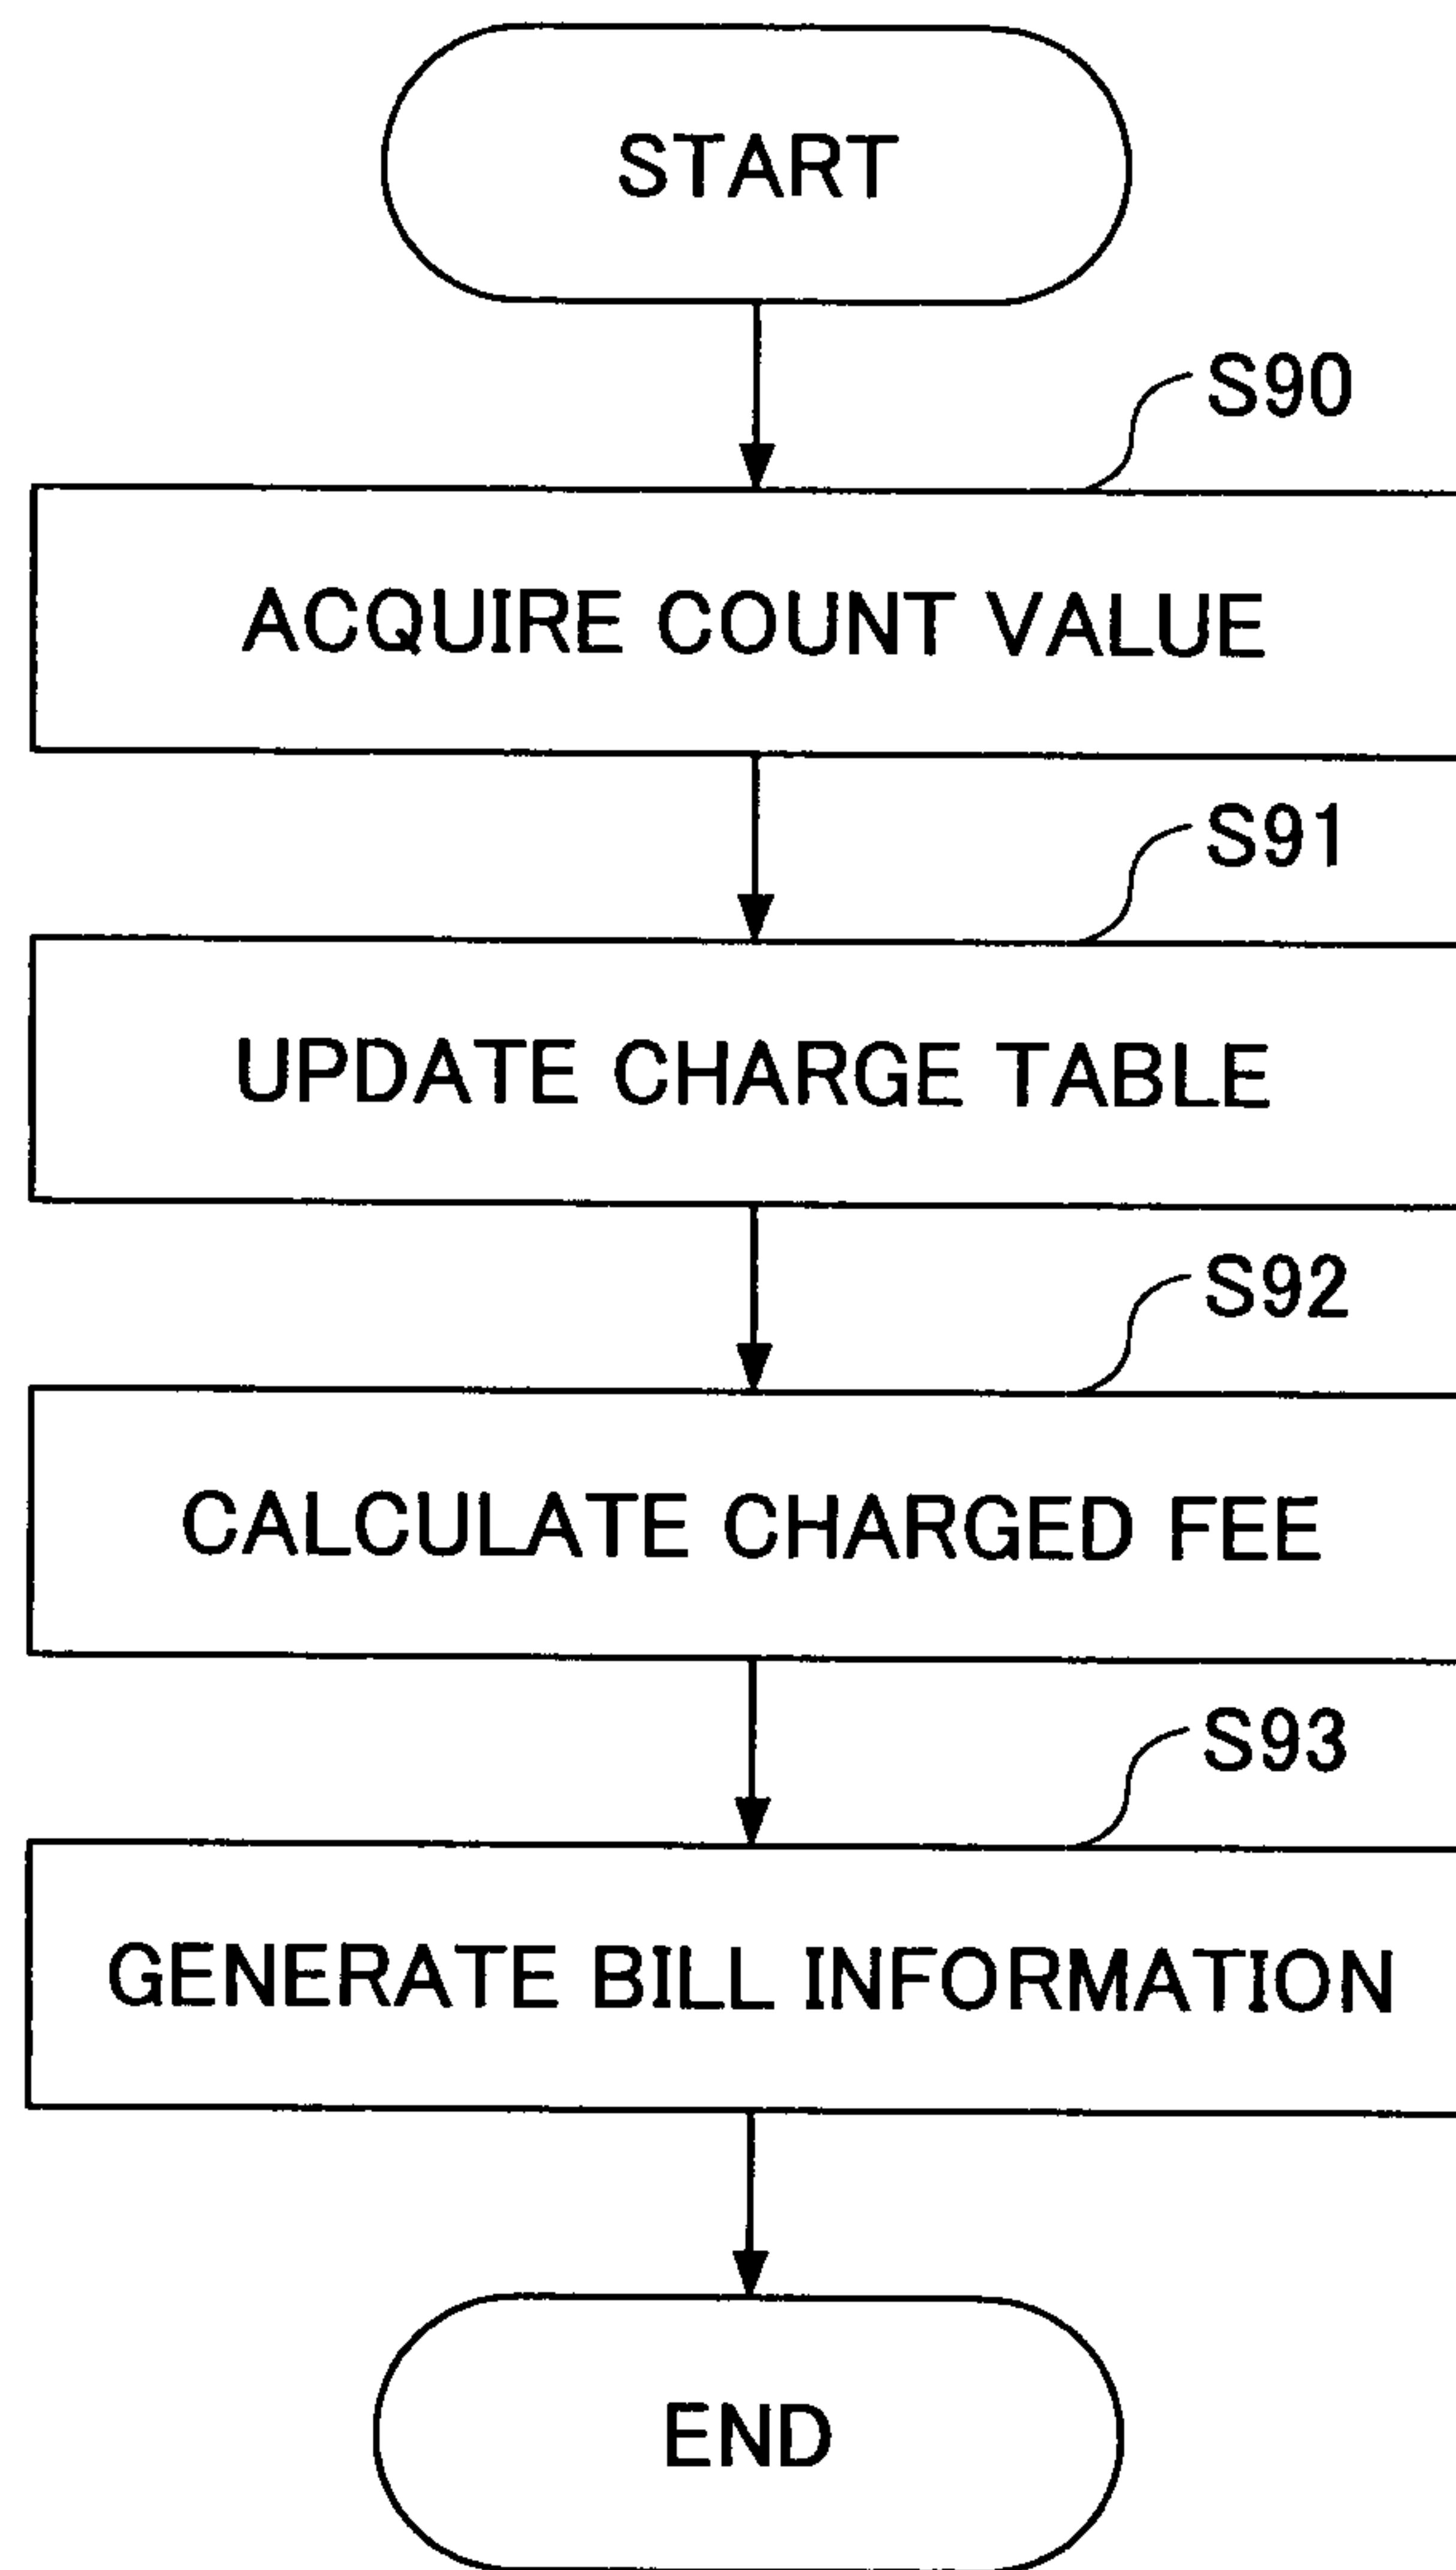 START
S90
ACQUIRE COUNT VALUE
S91
UPDATE CHARGE TABLE
S92
CALCULATE CHARGED FEE
S93
GENERATE BILL INFORMATION
END